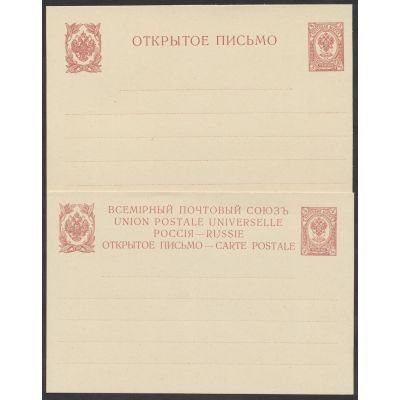 ОТКРЫТОЕ ПИСЬМО
ВСЕМІРНЫЙ ПОЧТОВЫЙ СОЮЗЪ
UNION POSTALE UNIVERSELLE
РОССІЯ—RUSSIE
ОТКРЫТОЕ ПИСЬМО—CARTE POSTALE